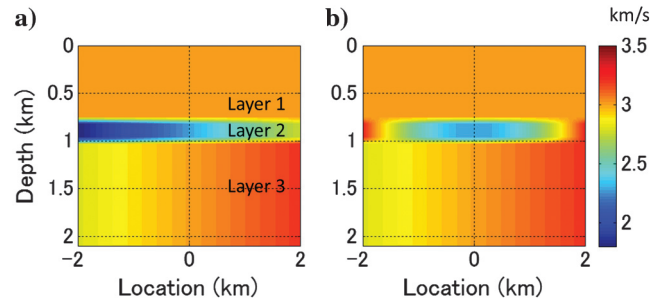 a)
b)
km/s
0
0.5
1
1.5
2
Depth (km)
Layer 1
Layer 2
Layer 3
-2 0 2
Location (km)
0
0.5
1
1.5
2
-2 0 2
Location (km)
3.5
3
2.5
2